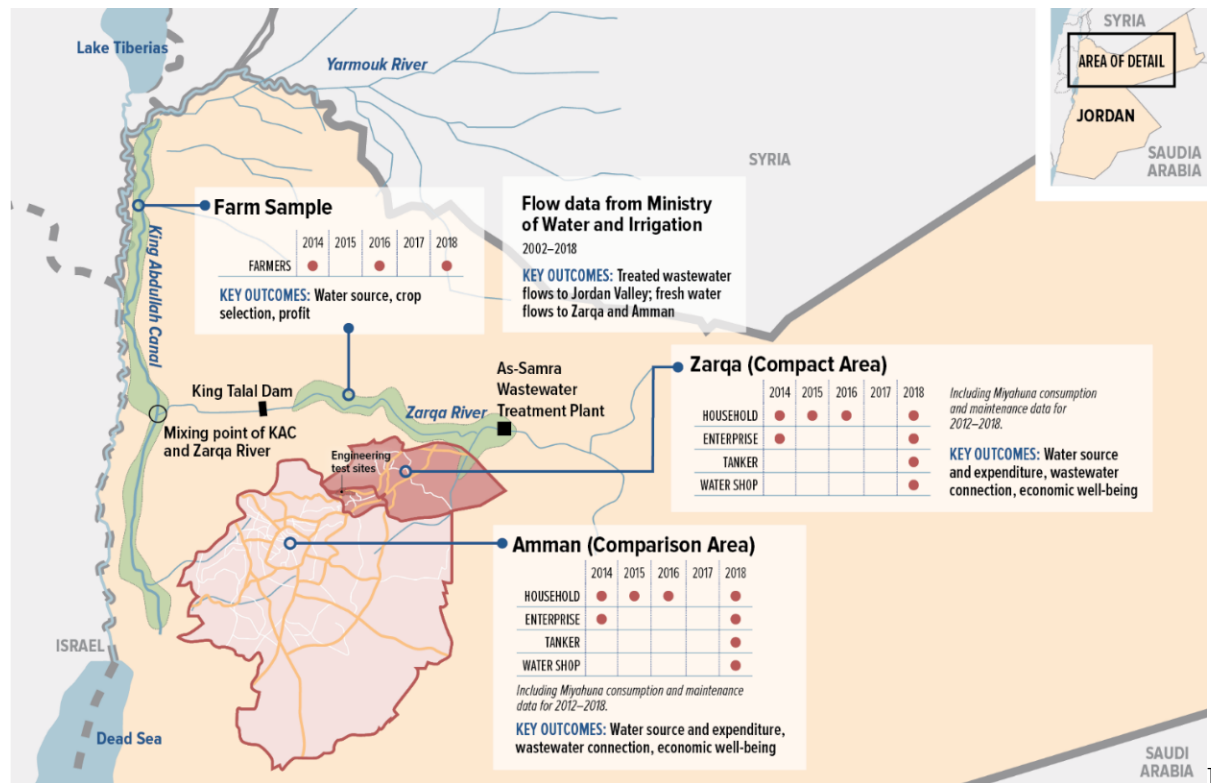 Lake Tiberias
Yarmouk River
SYRIA
AREA OF DETAIL
JORDAN
SAUDIA
ARABIA
SYRIA
King Abdullah Canal
Farm Sample
2014 2015 2016 2017 2018
FARMERS
KEY OUTCOMES: Water source, crop
selection, profit
Flow data from Ministry
of Water and Irrigation
2002–2018
KEY OUTCOMES: Treated wastewater
flows to Jordan Valley; fresh water
flows to Zarqa and Amman
King Talal Dam
Mixing point of KAC
and Zarqa River
Zarqa River
As-Samra
Wastewater
Treatment Plant
Engineering
test sites
Zarqa (Compact Area)
2014 2015 2016 2017 2018
HOUSEHOLD
ENTERPRISE
TANKER
WATER SHOP
Including Miyahuna consumption
and maintenance data for
2012–2018.
KEY OUTCOMES: Water source
and expenditure, wastewater
connection, economic well-being
Amman (Comparison Area)
2014 2015 2016 2017 2018
HOUSEHOLD
ENTERPRISE
TANKER
WATER SHOP
Including Miyahuna consumption and maintenance
data for 2012–2018.
KEY OUTCOMES: Water source and expenditure,
wastewater connection, economic well-being
ISRAEL
Dead Sea
SAUDI
ARABIA